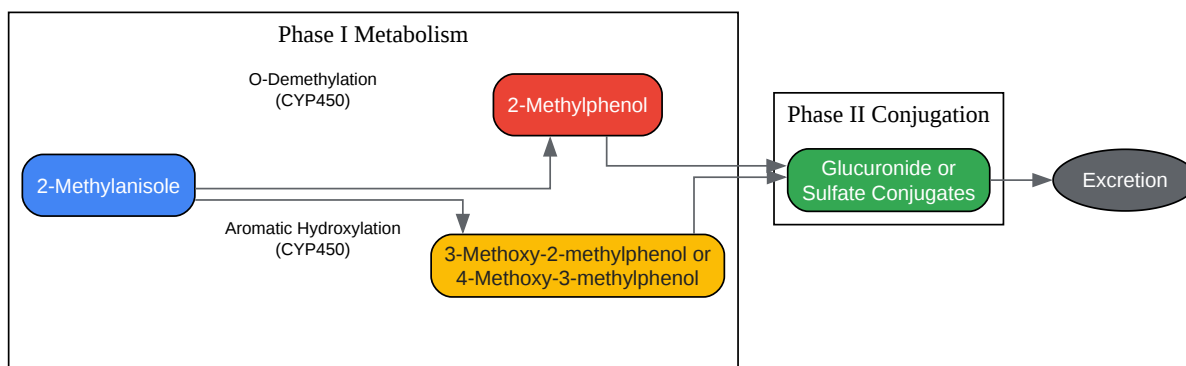 Phase I Metabolism
O-Demethylation
(CYP450)
2-Methylphenol
2-Methylanisole
Aromatic Hydroxylation
(CYP450)
3-Methoxy-2-methylphenol or
4-Methoxy-3-methylphenol
Phase II Conjugation
Glucuronide or
Sulfate Conjugates
Excretion